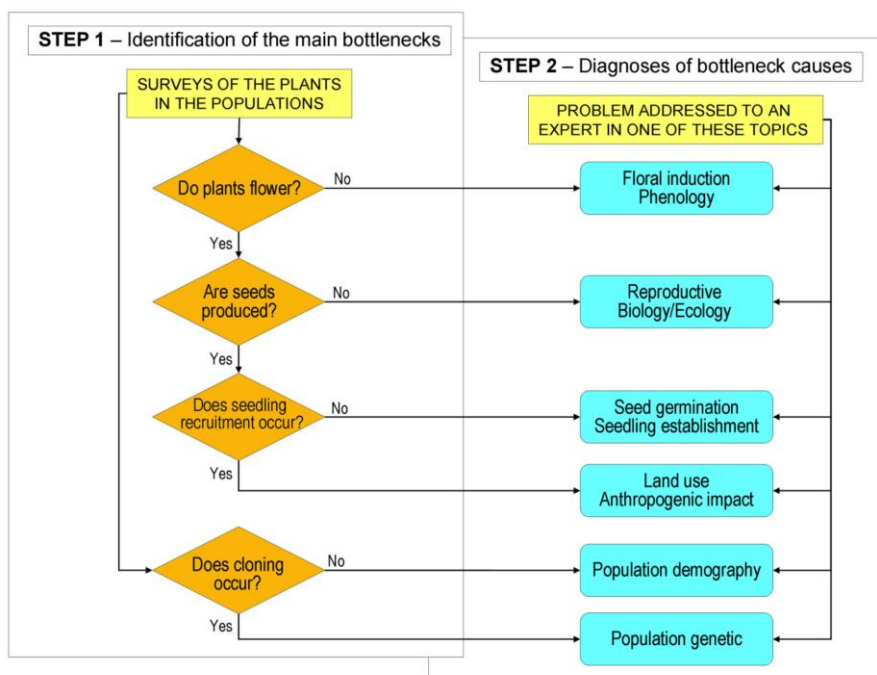 STEP 1 – Identification of the main bottlenecks
SURVEYS OF THE PLANTS
IN THE POPULATIONS
Do plants flower?
No
Yes
Are seeds
produced?
No
Yes
Does seedling
recruitment occur?
No
Yes
Does cloning
occur?
No
Yes
STEP 2 – Diagnoses of bottleneck causes
PROBLEM ADDRESSED TO AN
EXPERT IN ONE OF THESE TOPICS
Floral induction
Phenology
Reproductive
Biology/Ecology
Seed germination
Seedling establishment
Land use
Anthropogenic impact
Population demography
Population genetic